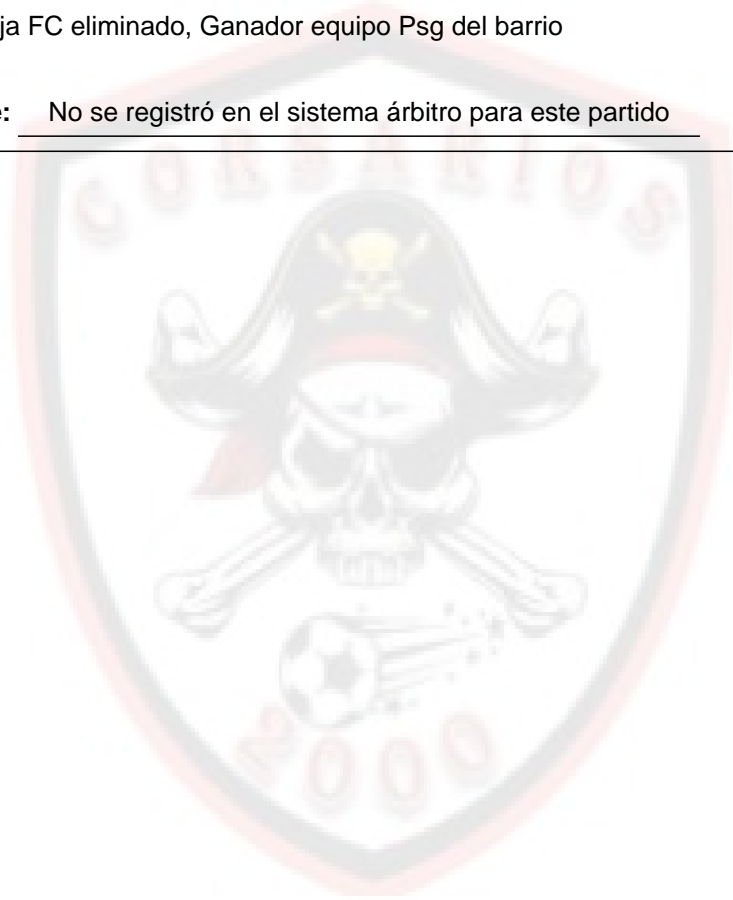 ja FC eliminado, Ganador equipo Psg del barrio
: No se registró en el sistema árbitro para este partido
CORSARIOS
2000